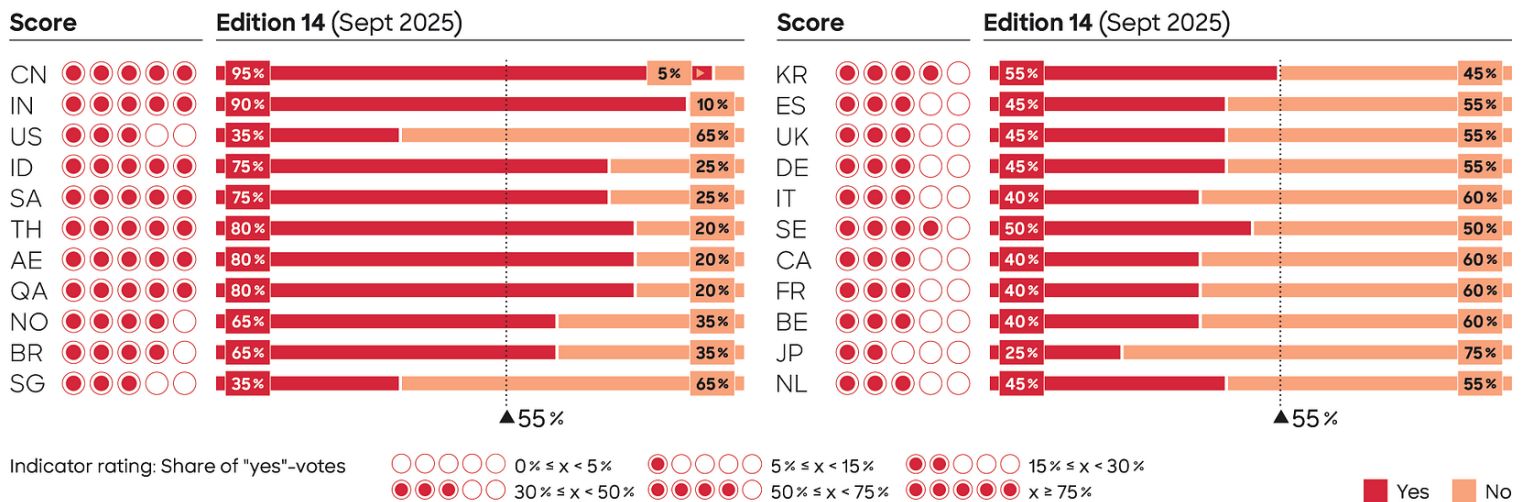 Score Edition 14 (Sept 2025) Score Edition 14 (Sept 2025)
CN 95% 5% KR 55% 45%
IN 90% 10% ES 45% 55%
US 35% 65% UK 45% 55%
ID 75% 25% DE 45% 55%
SA 75% 25% IT 40% 60%
TH 80% 20% SE 50% 50%
AE 80% 20% CA 40% 60%
QA 80% 20% FR 40% 60%
NO 65% 35% BE 40% 60%
BR 65% 35% JP 25% 75%
SG 35% 65% NL 45% 55%
▲55% ▲55%
Indicator rating: Share of "yes"-votes 0% ≤ x < 5% 5% ≤ x < 15% 15% ≤ x < 30%
30% ≤ x < 50% 50% ≤ x < 75% x ≥ 75% Yes No